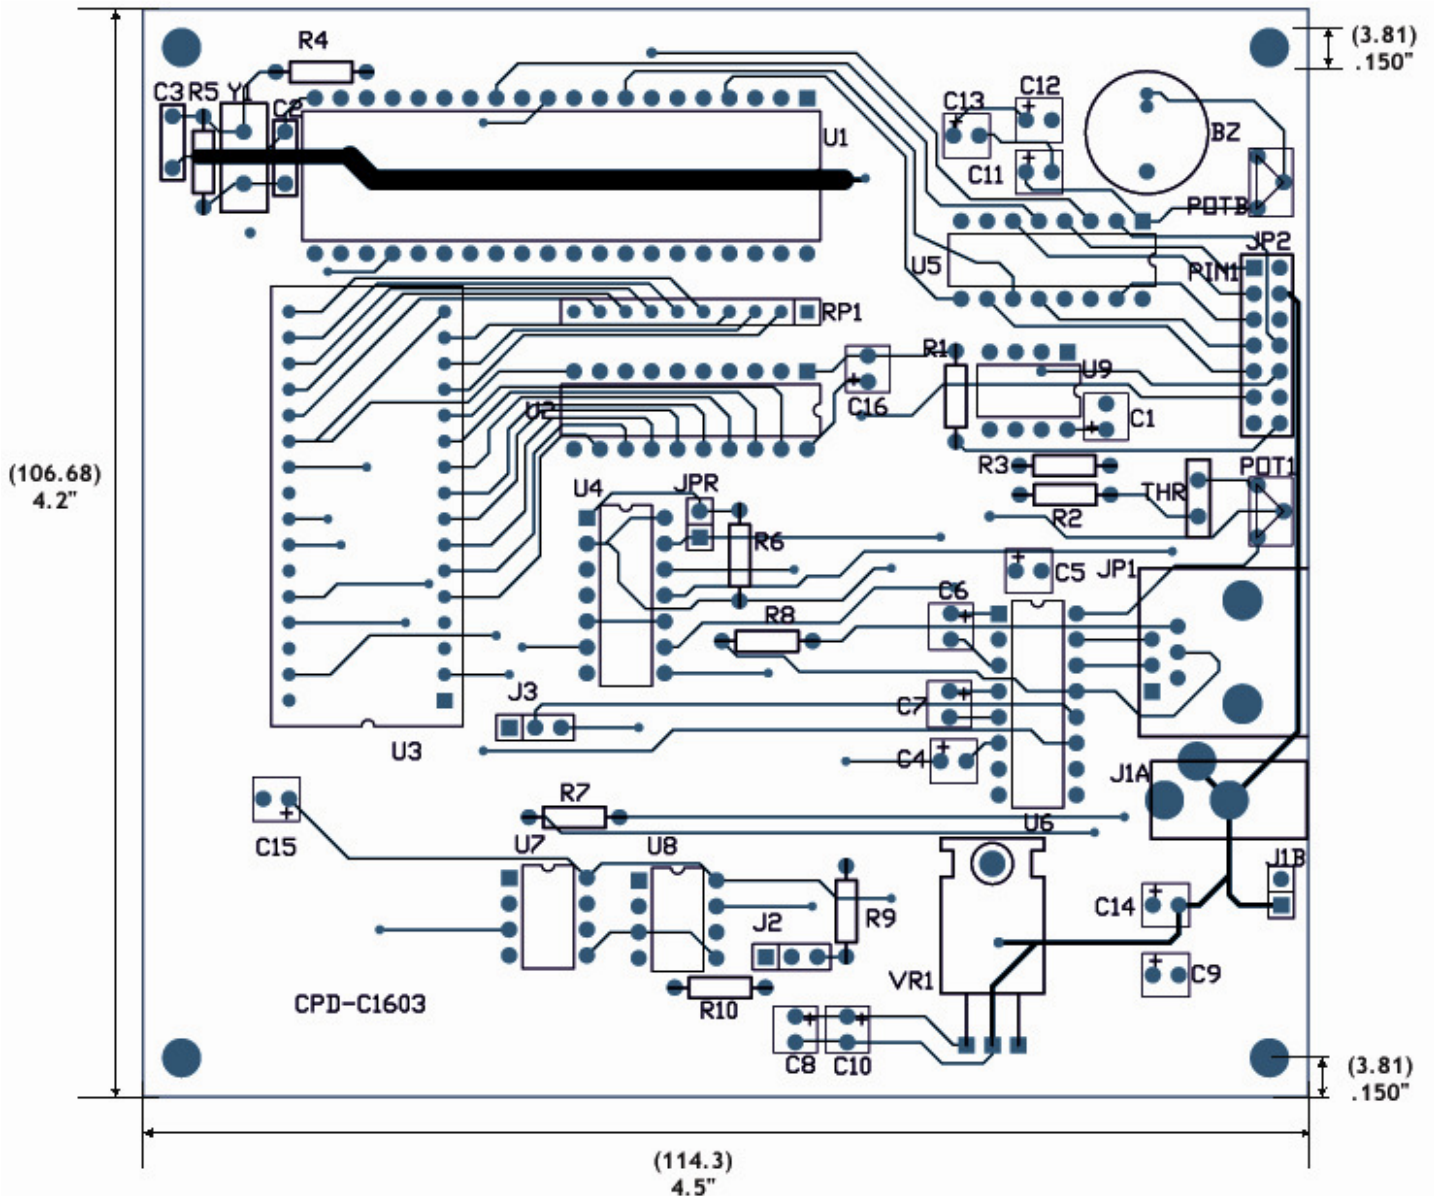 R4
(3.81)
.150"
C3
R5
Y1
C2
C13
C12
U1
BZ
C11
POTB
JP2
U5
PIN1
RP1
R1
U9
U2
C16
C1
R3
POT1
(106.68)
4.2"
U4
JPR
THR
R2
R6
C5
JP1
C6
R8
J3
C7
U3
C4
J1A
R7
C15
U7
U8
U6
J1B
J2
R9
C14
VR1
C9
CPD-C1603
R10
C8
C10
(3.81)
.150"
(114.3)
4.5"